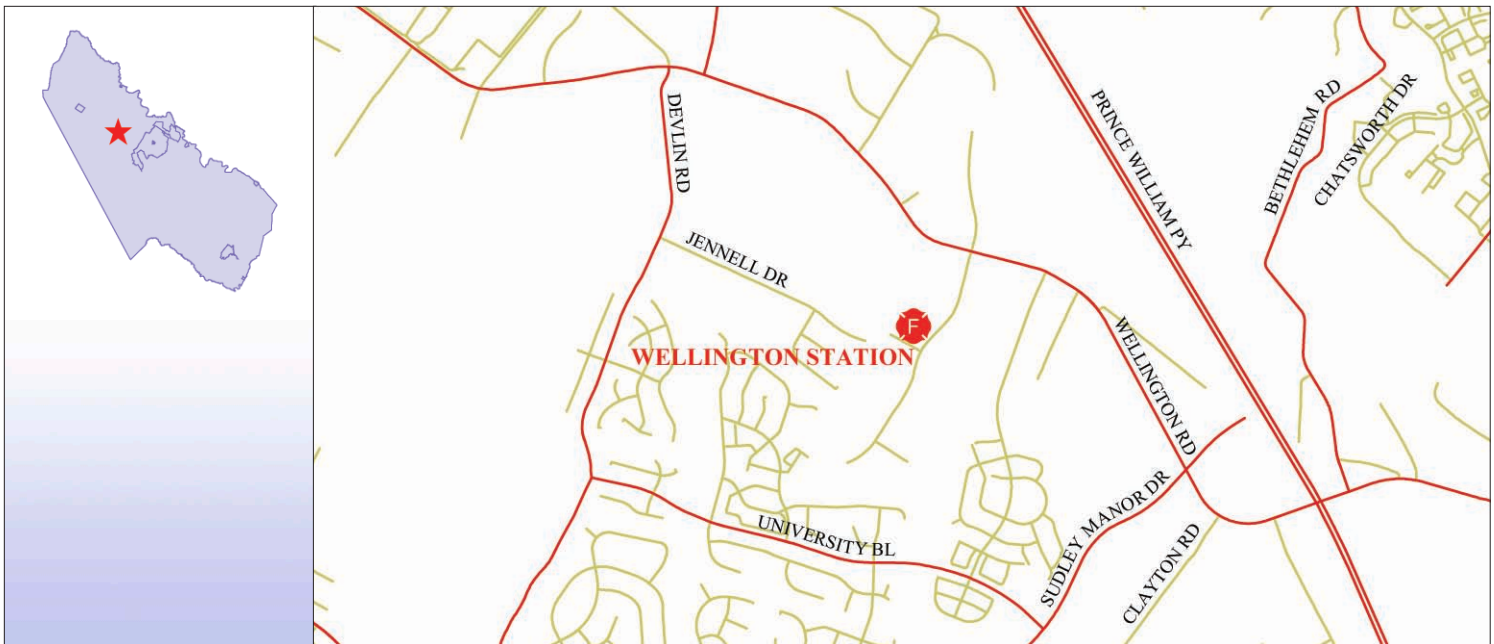 DEVLIN RD
PRINCE WILLIAM PY
BETHLEHEM RD
CHATSWORTH DR
JENNELL DR
F
WELLINGTON STATION
WELLINGTON RD
UNIVERSITY BL
SUDLEY MANOR DR
CLAYTON RD